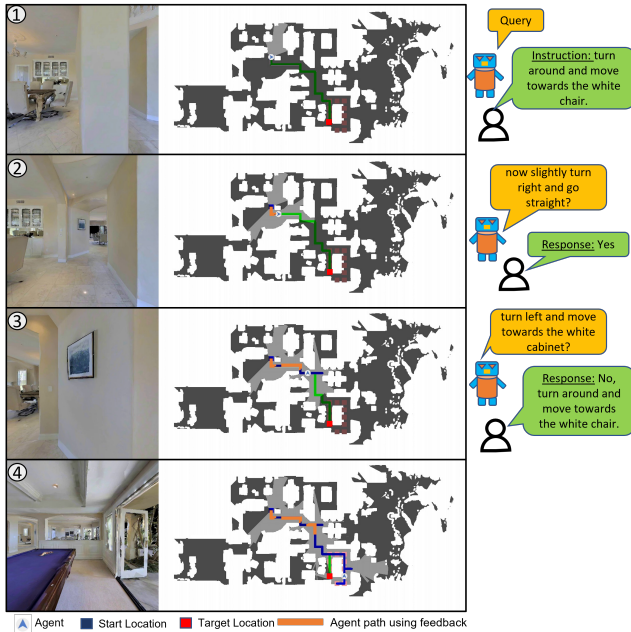 1
Query
Instruction: turn
around and move
towards the white
chair.
2
now slightly turn
right and go
straight?
Response: Yes
3
turn left and move
towards the white
cabinet?
Response: No,
turn around and
move towards
the white chair.
4
Agent
Start Location
Target Location
Agent path using feedback